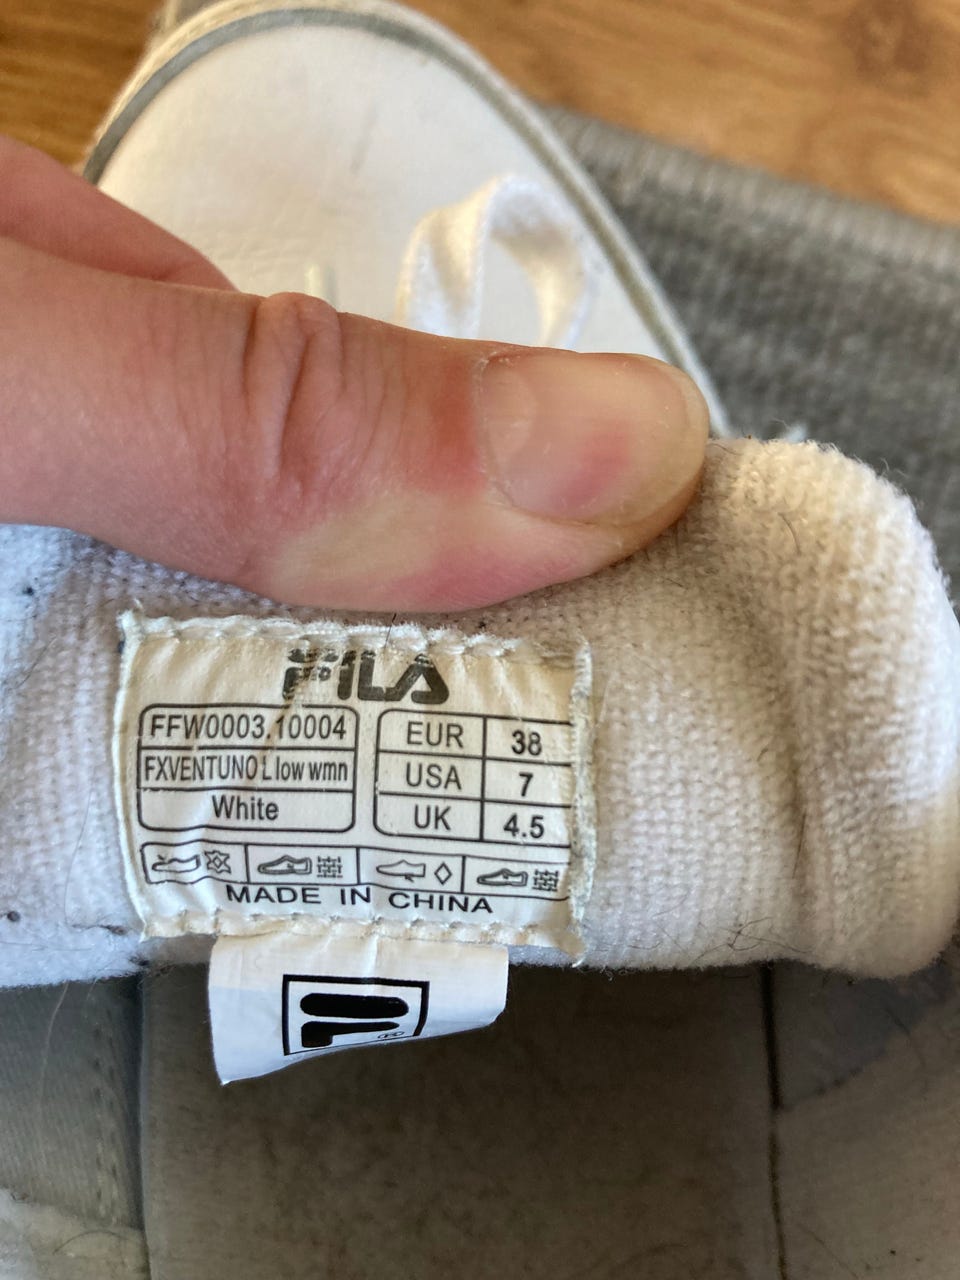 FILA
FFW0003.10004
FXVENTUNO L low wmn
White
EUR 38
USA 7
UK 4.5
MADE IN CHINA
F
®